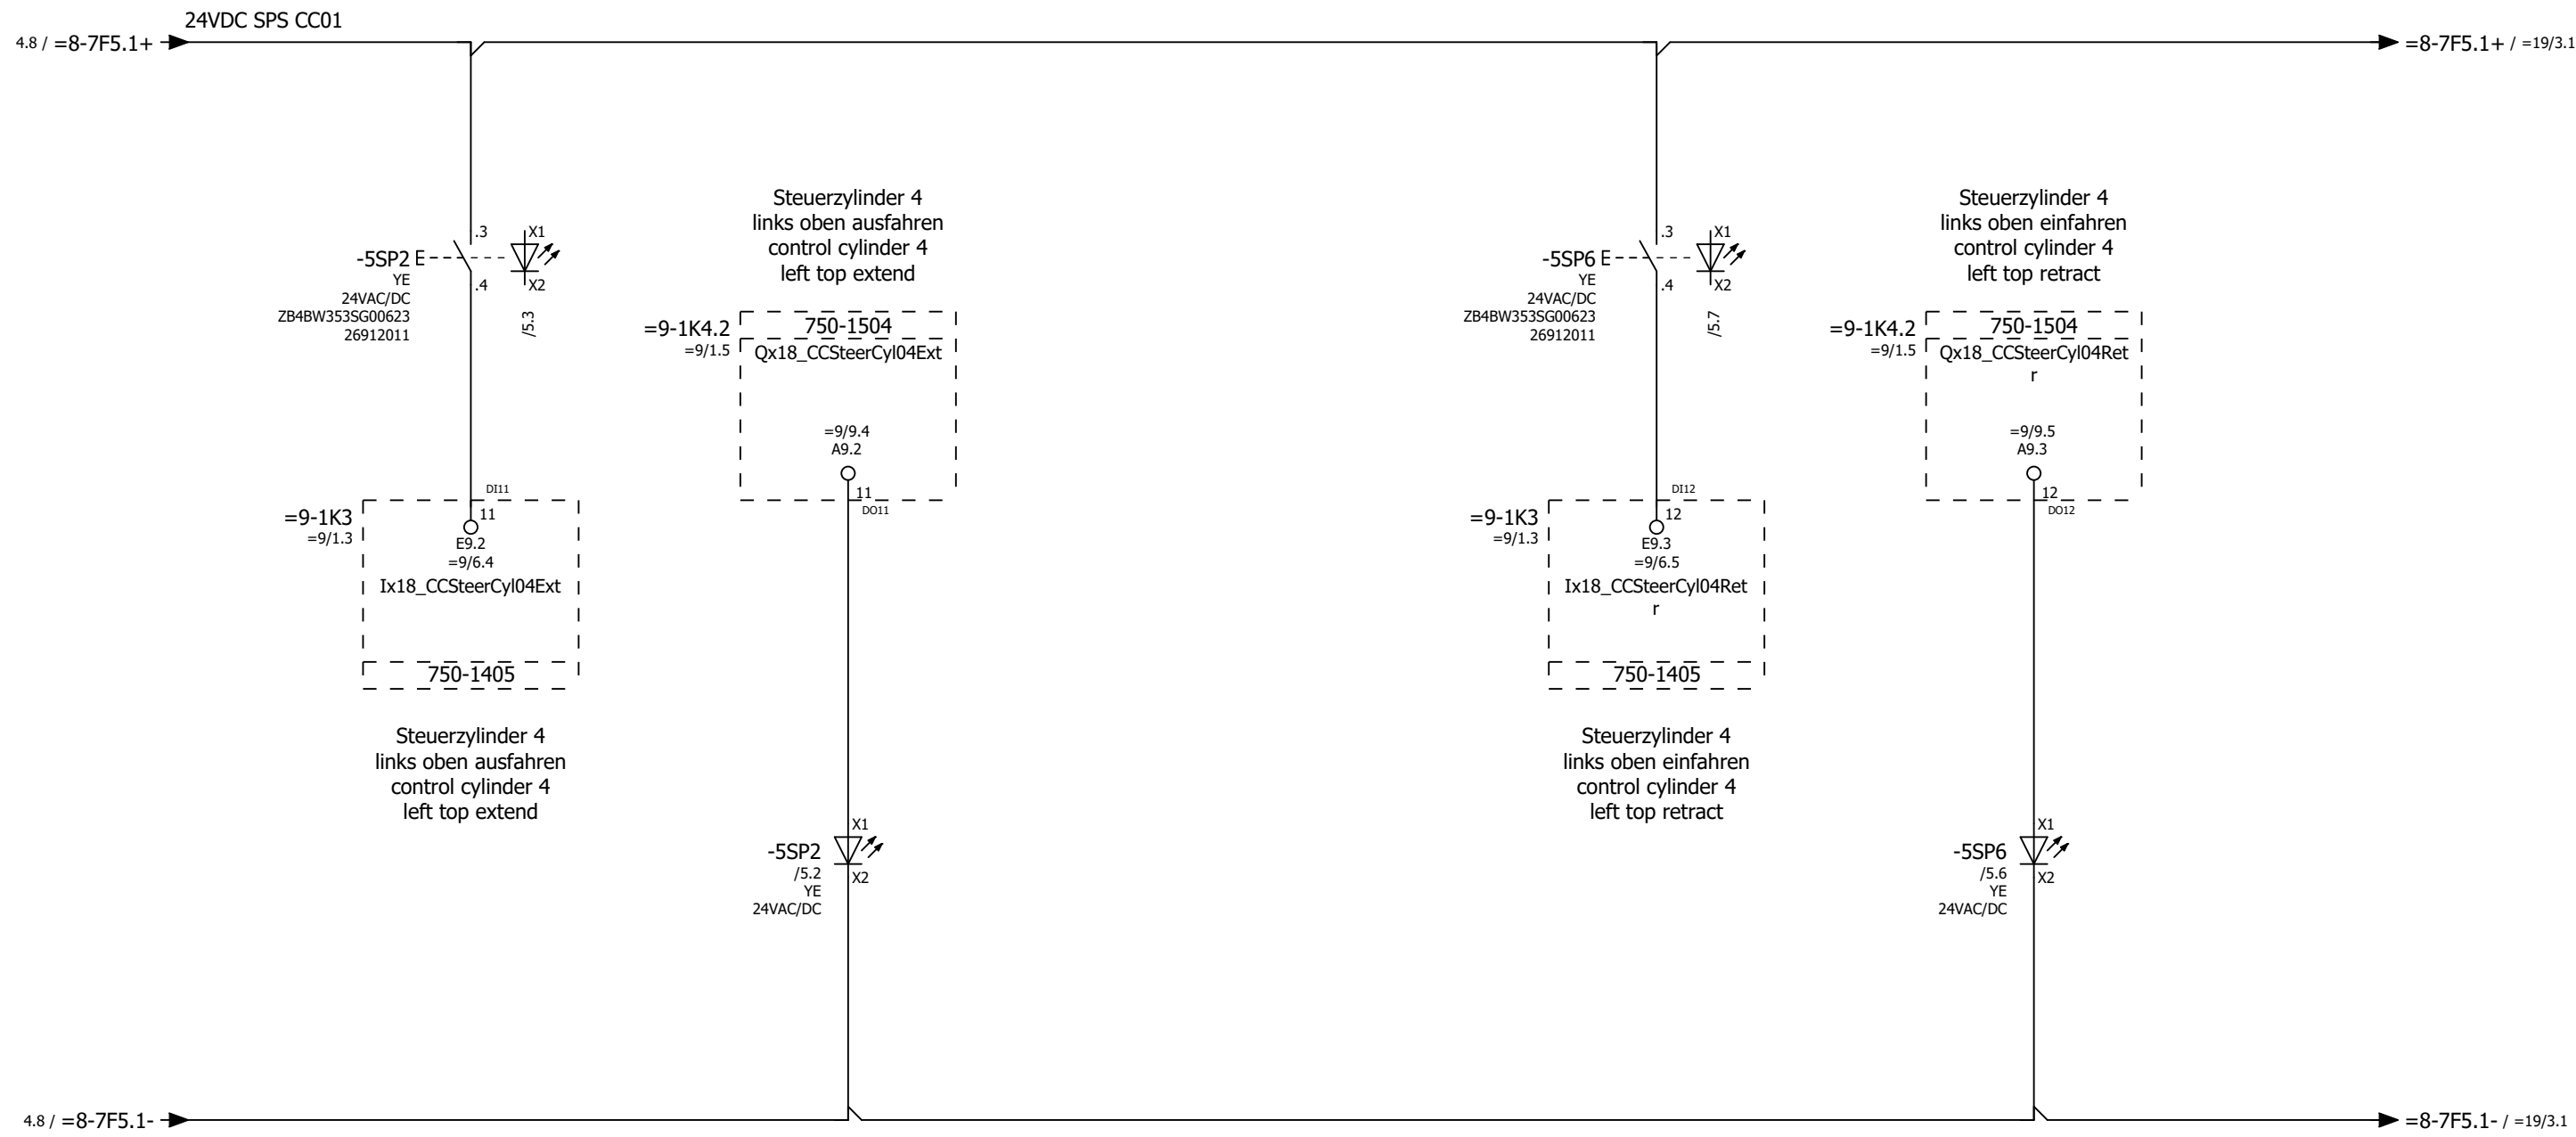 24VDC SPS CC01
4.8 / =8-7F5.1+
=8-7F5.1+ / =19/3.1
-5SP2
YE
24VAC/DC
ZB4BW353SG00623
26912011
E
.3
.4
X1
X2
/5.3
Steuerzylinder 4
links oben ausfahren
control cylinder 4
left top extend
=9-1K4.2
=9/1.5
750-1504
Qx18_CCSteerCyl04Ext
=9/9.4
A9.2
11
DO11
=9-1K3
=9/1.3
DI11
11
E9.2
=9/6.4
Ix18_CCSteerCyl04Ext
750-1405
Steuerzylinder 4
links oben ausfahren
control cylinder 4
left top extend
-5SP2
/5.2
YE
24VAC/DC
X1
X2
-5SP6
YE
24VAC/DC
ZB4BW353SG00623
26912011
E
.3
.4
X1
X2
/5.7
Steuerzylinder 4
links oben einfahren
control cylinder 4
left top retract
=9-1K4.2
=9/1.5
750-1504
Qx18_CCSteerCyl04Ret
r
=9/9.5
A9.3
12
DO12
=9-1K3
=9/1.3
DI12
12
E9.3
=9/6.5
Ix18_CCSteerCyl04Ret
r
750-1405
Steuerzylinder 4
links oben einfahren
control cylinder 4
left top retract
-5SP6
/5.6
YE
24VAC/DC
X1
X2
4.8 / =8-7F5.1-
=8-7F5.1- / =19/3.1